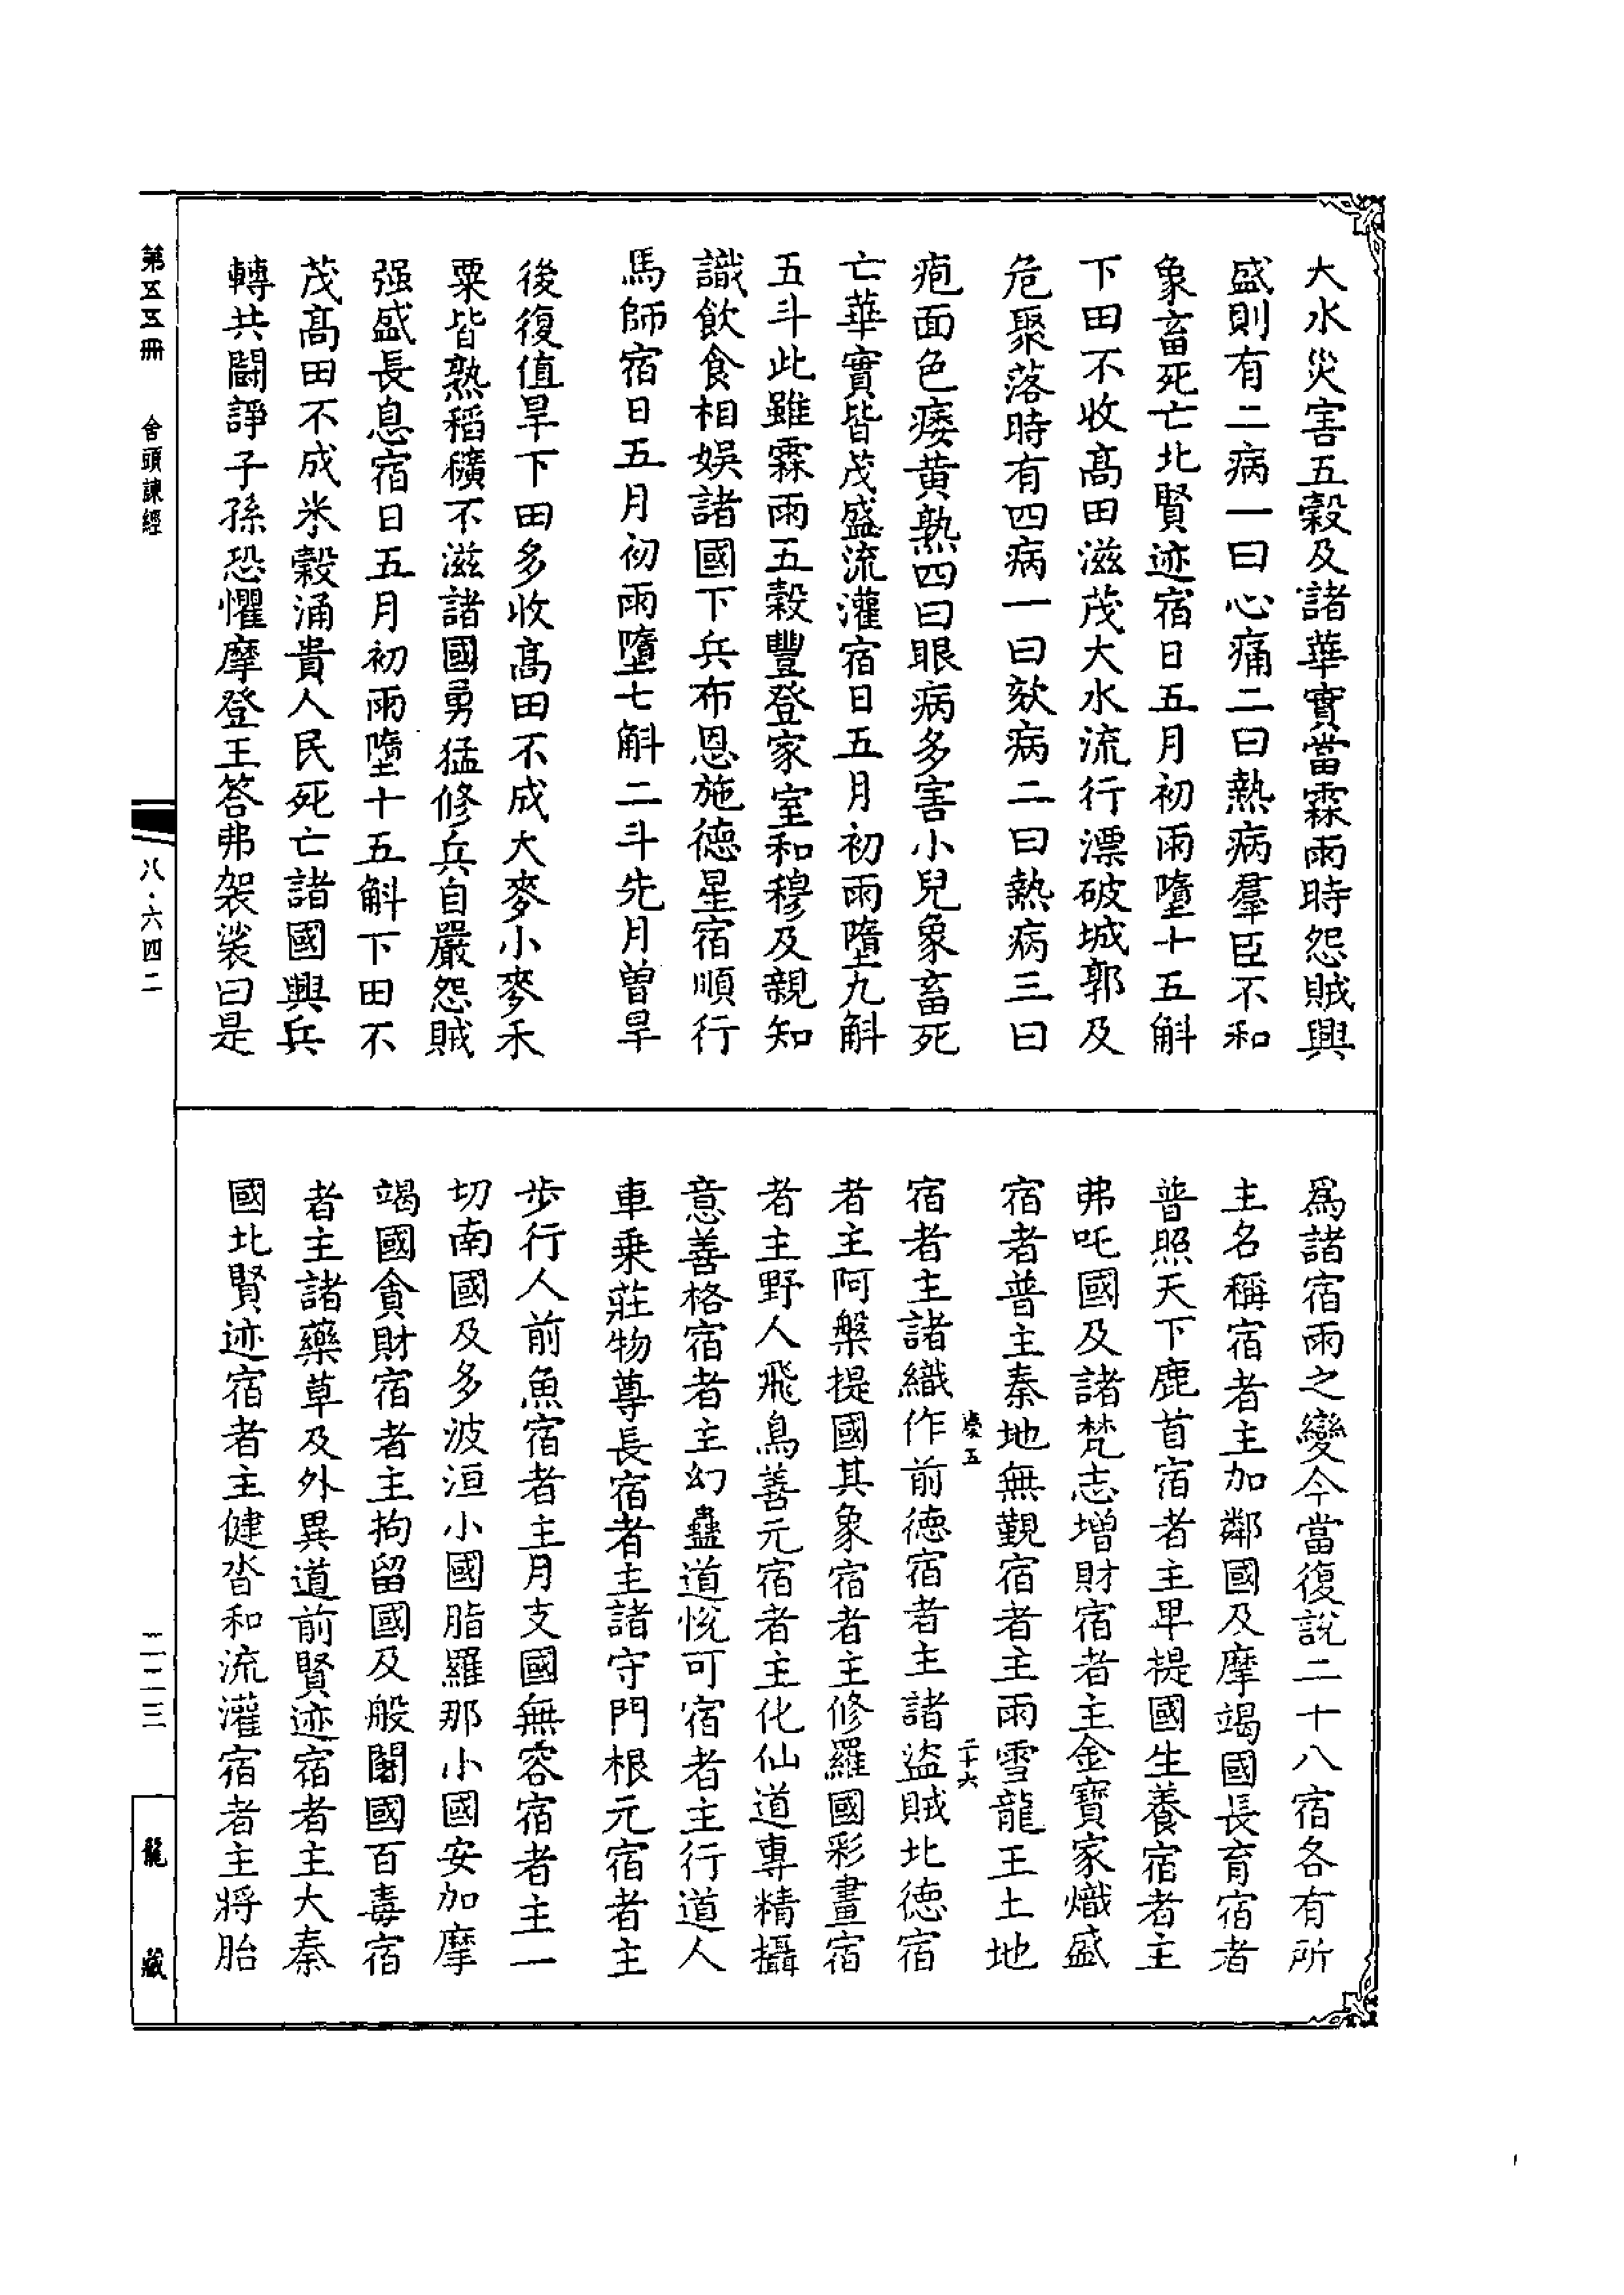 大水災害五穀及諸華實當霖雨時怨賊興
盛則有二病一曰心痛二曰熱病羣臣不和
象畜死亡北賢迹宿日五月初雨墮十五斛
下田不收髙田滋茂大水流行漂破城郭及
危聚落時有四病一曰欬病二曰熱病三曰
疱面色痿黄熟四曰眼病多害小兒象畜死
亡華實皆茂盛流灌宿日五月初雨墮九斛
五斗此雖霖雨五穀豐登家室和穆及親知
識飲食相娛諸國下兵布恩施德星宿順行
馬師宿日五月初雨墮七斛二斗先月曽旱
後復值旱下田多收髙田不成大麥小麥禾
粟皆熟稻穬不滋諸國勇猛修兵自嚴怨賊
强盛長息宿日五月初雨墮十五斛下田不
茂髙田不成米穀涌貴人民死亡諸國興兵
轉共鬭諍子孫恐懼摩登王答弗袈裟曰是
爲諸宿雨之變今當復說二十八宿各有所
主名稱宿者主加鄰國及摩竭國長育宿者
普照天下鹿首宿者主卑提國生養宿者主
弗吒國及諸梵志增財宿者主金寶家熾盛
宿者普主秦地無觀宿者主雨雪龍王土地
宿者主諸織作前德宿者主諸盜賊北德宿
者主阿槃提國其象宿者主修羅國彩畫宿
者主野人飛鳥善元宿者主化仙道專精攝
意善格宿者主幻蠱道悅可宿者主行道人
車乗莊物尊長宿者主諸守門根元宿者主
步行人前魚宿者主月支國無容宿者主一
切南國及多波洹小國脂羅那小國安加摩
竭國貪財宿者主拘留國及般闍國百毒宿
者主諸藥草及外異道前賢迹宿者主大秦
國北賢迹宿者主健沓和流灌宿者主將胎
五
二十六
第五五冊 舍頭諫經
八·六四二
二二三
龍藏